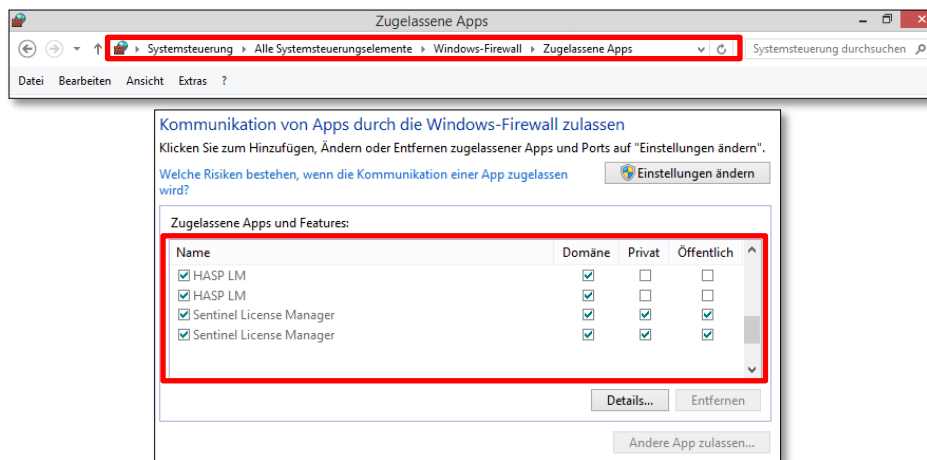 Zugelassene Apps
Systemsteuerung Alle Systemsteuerungselemente Windows-Firewall Zugelassene Apps Systemsteuerung durchsuchen
Datei Bearbeiten Ansicht Extras ?
Kommunikation von Apps durch die Windows-Firewall zulassen
Klicken Sie zum Hinzufügen, Ändern oder Entfernen zugelassener Apps und Ports auf "Einstellungen ändern".
Welche Risiken bestehen, wenn die Kommunikation einer App zugelassen
wird?
Einstellungen ändern
Zugelassene Apps und Features:
Name Domäne Privat Öffentlich
HASP LM
HASP LM
Sentinel License Manager
Sentinel License Manager
Details... Entfernen
Andere App zulassen...